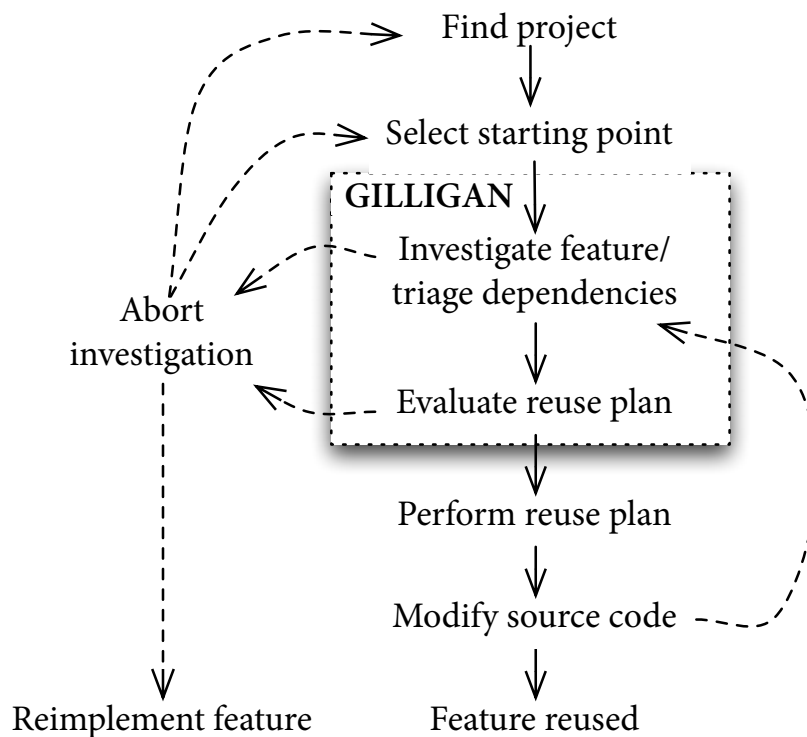 Find project
Select starting point
GILLIGAN
Investigate feature/
triage dependencies
Abort
investigation
Evaluate reuse plan
Perform reuse plan
Modify source code
Reimplement feature
Feature reused